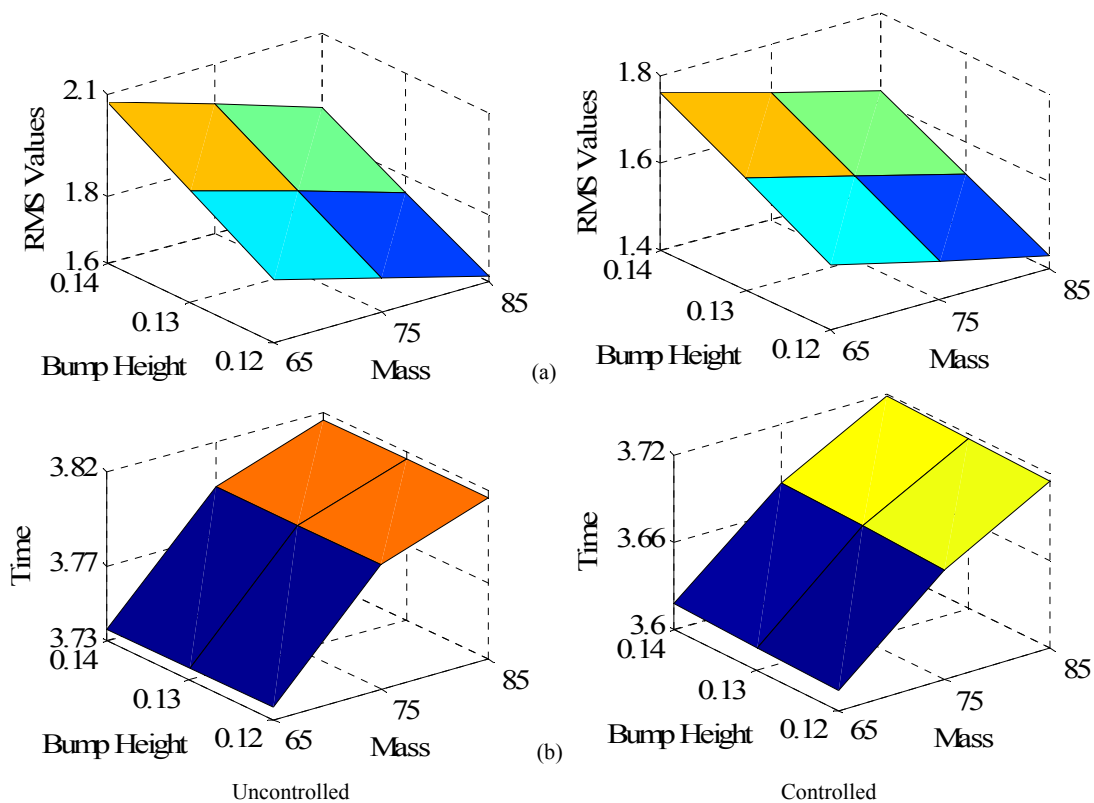 2.1
1.8
1.6
RMS Values
0.14
0.13
0.12
Bump Height
65
75
85
Mass
1.8
1.6
1.4
RMS Values
0.14
0.13
0.12
Bump Height
65
75
85
Mass
(a)
3.82
3.77
3.73
Time
0.14
0.13
0.12
Bump Height
65
75
85
Mass
3.72
3.66
3.6
Time
0.14
0.13
0.12
Bump Height
65
75
85
Mass
(b)
Uncontrolled
Controlled